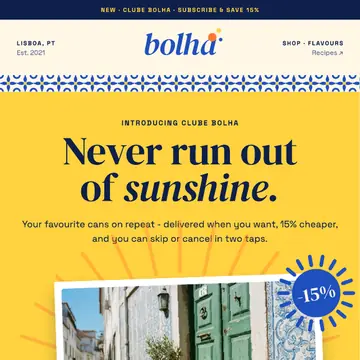 NEW · CLUBE BOLHA · SUBSCRIBE & SAVE 15%
LISBOA, PT
Est. 2021
bolha
SHOP · FLAVOURS
Recipes ↗
INTRODUCING CLUBE BOLHA
Never run out
of sunshine.
Your favourite cans on repeat - delivered when you want, 15% cheaper,
and you can skip or cancel in two taps.
-15%